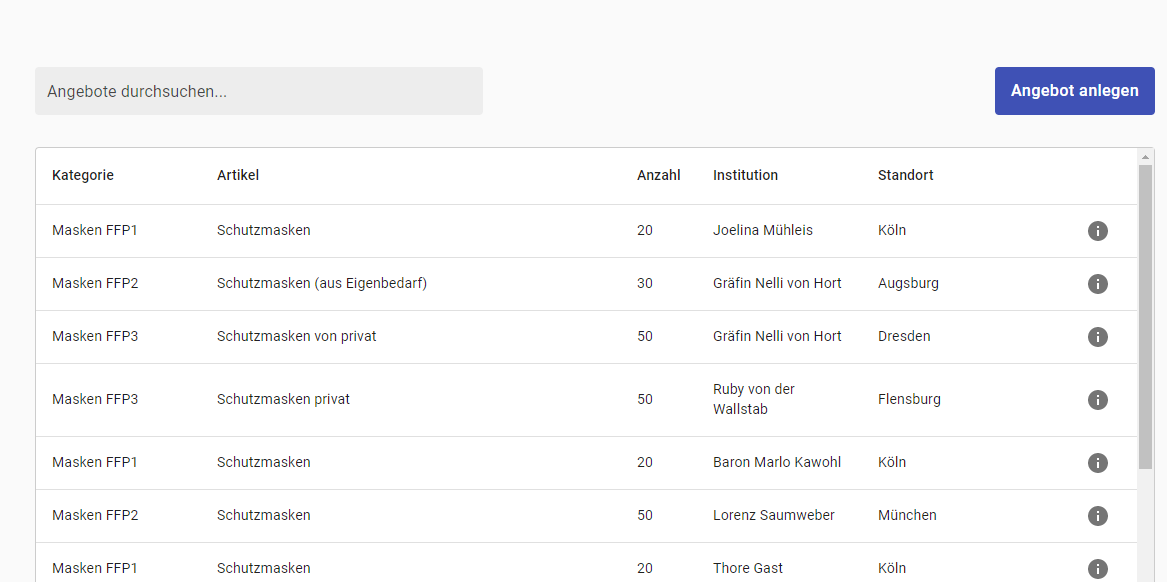 Angebote durchsuchen...
Angebot anlegen
Kategorie Artikel Anzahl Institution Standort
Masken FFP1 Schutzmasken 20 Joelina Mühleis Köln
Masken FFP2 Schutzmasken (aus Eigenbedarf) 30 Gräfin Nelli von Hort Augsburg
Masken FFP3 Schutzmasken von privat 50 Gräfin Nelli von Hort Dresden
Masken FFP3 Schutzmasken privat 50 Ruby von der Wallstab Flensburg
Masken FFP1 Schutzmasken 20 Baron Marlo Kawohl Köln
Masken FFP2 Schutzmasken 50 Lorenz Saumweber München
Masken FFP1 Schutzmasken 20 Thore Gast Köln